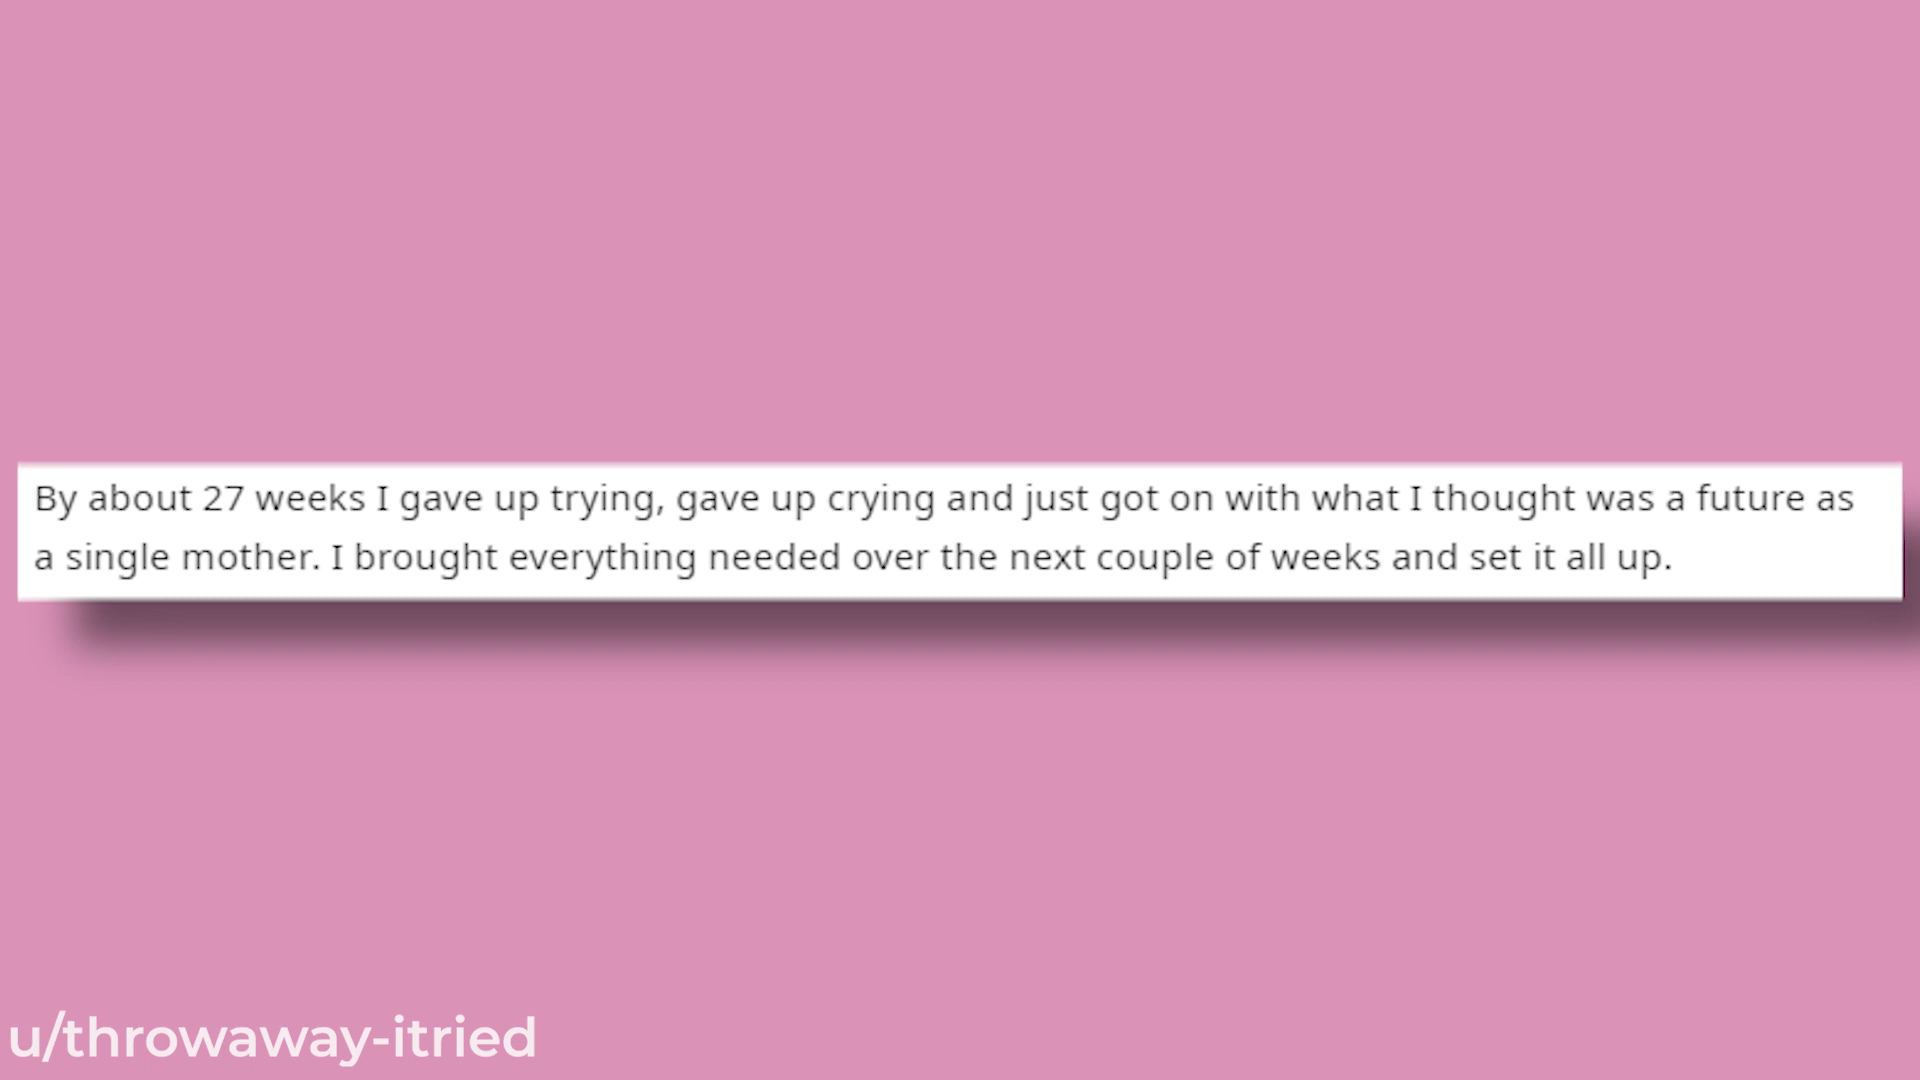 By about 27 weeks I gave up trying, gave up crying and just got on with what I thought was a future as
a single mother. I brought everything needed over the next couple of weeks and set it all up.
u/throwaway-itried